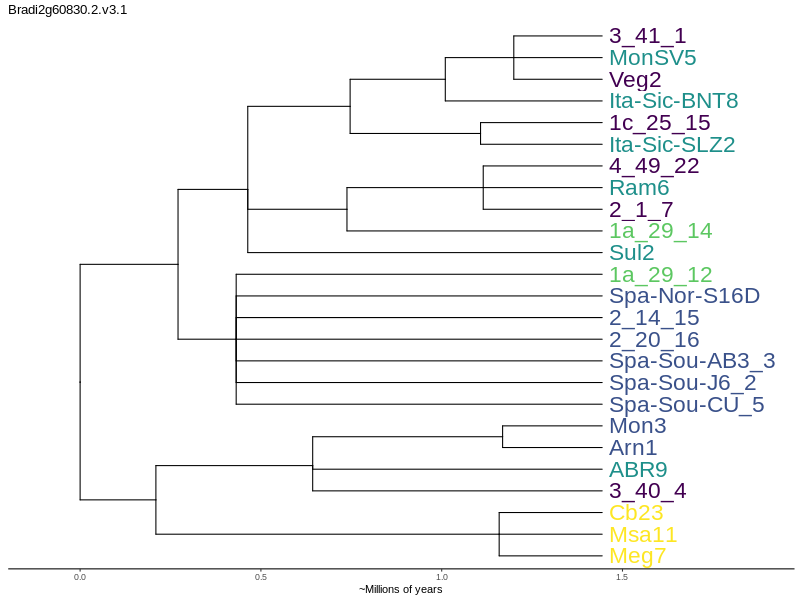 Bradi2g60830.2.v3.1
3_41_1
MonSV5
Veg2
Ita-Sic-BNT8
1c_25_15
Ita-Sic-SLZ2
4_49_22
Ram6
2_1_7
1a_29_14
Sul2
1a_29_12
Spa-Nor-S16D
2_14_15
2_20_16
Spa-Sou-AB3_3
Spa-Sou-J6_2
Spa-Sou-CU_5
Mon3
Arn1
ABR9
3_40_4
Cb23
Msa11
Meg7
0.0 0.5 1.0 1.5
~Millions of years